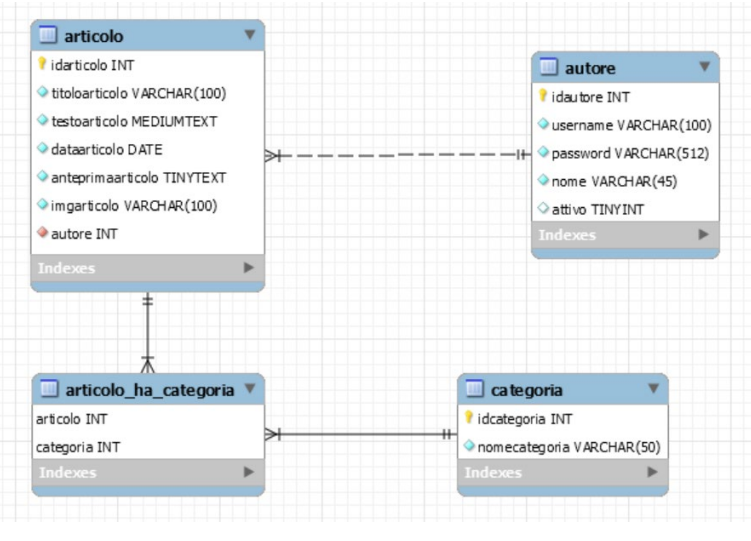 articolo
idarticolo INT
titoloarticolo VARCHAR(100)
testoarticolo MEDIUMTEXT
dataarticolo DATE
anteprimaarticolo TINYTEXT
imgarticolo VARCHAR(100)
autore INT
Indexes
autore
idautore INT
username VARCHAR(100)
password VARCHAR(512)
nome VARCHAR(45)
attivo TINYINT
Indexes
articolo_ha_categoria
articolo INT
categoria INT
Indexes
categoria
idcategoria INT
nomecategoria VARCHAR(50)
Indexes